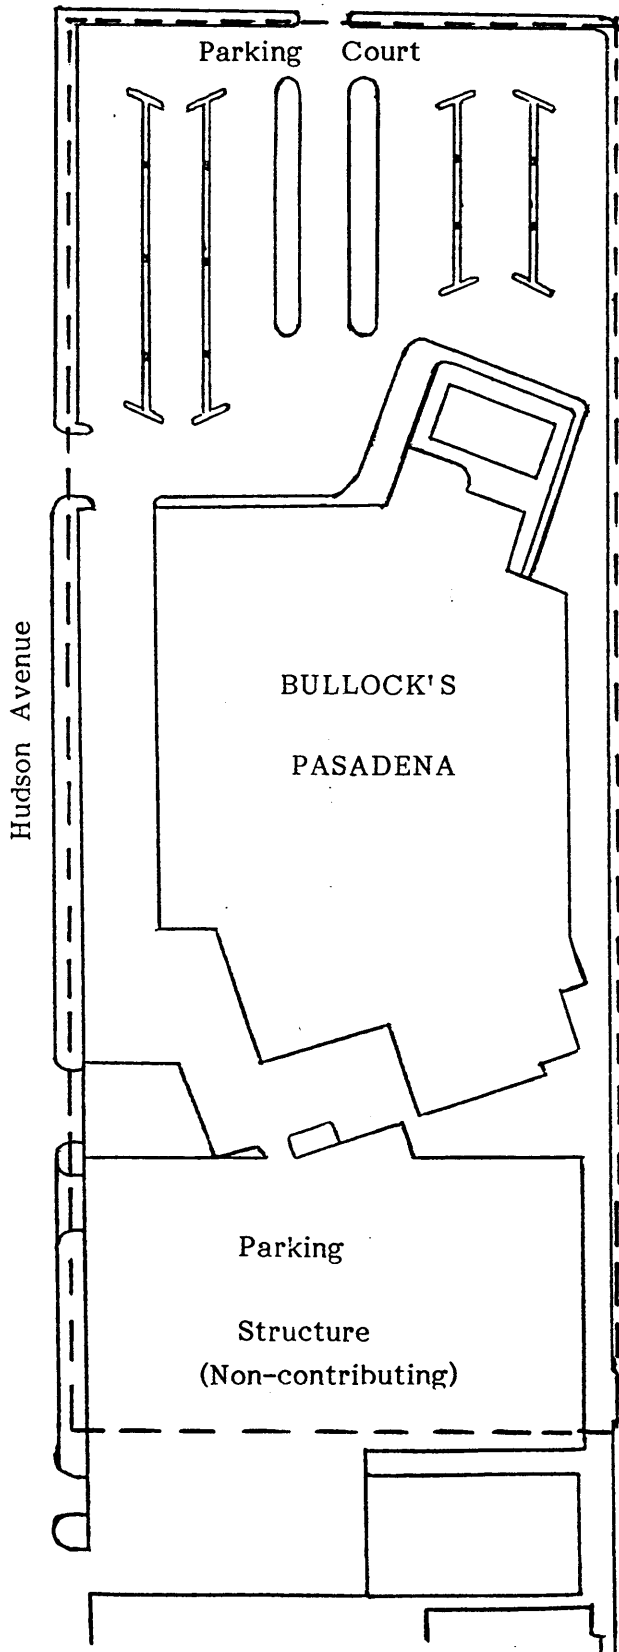 Parking Court
BULLOCK'S
PASADENA
Hudson Avenue
Parking
Structure
(Non-contributing)